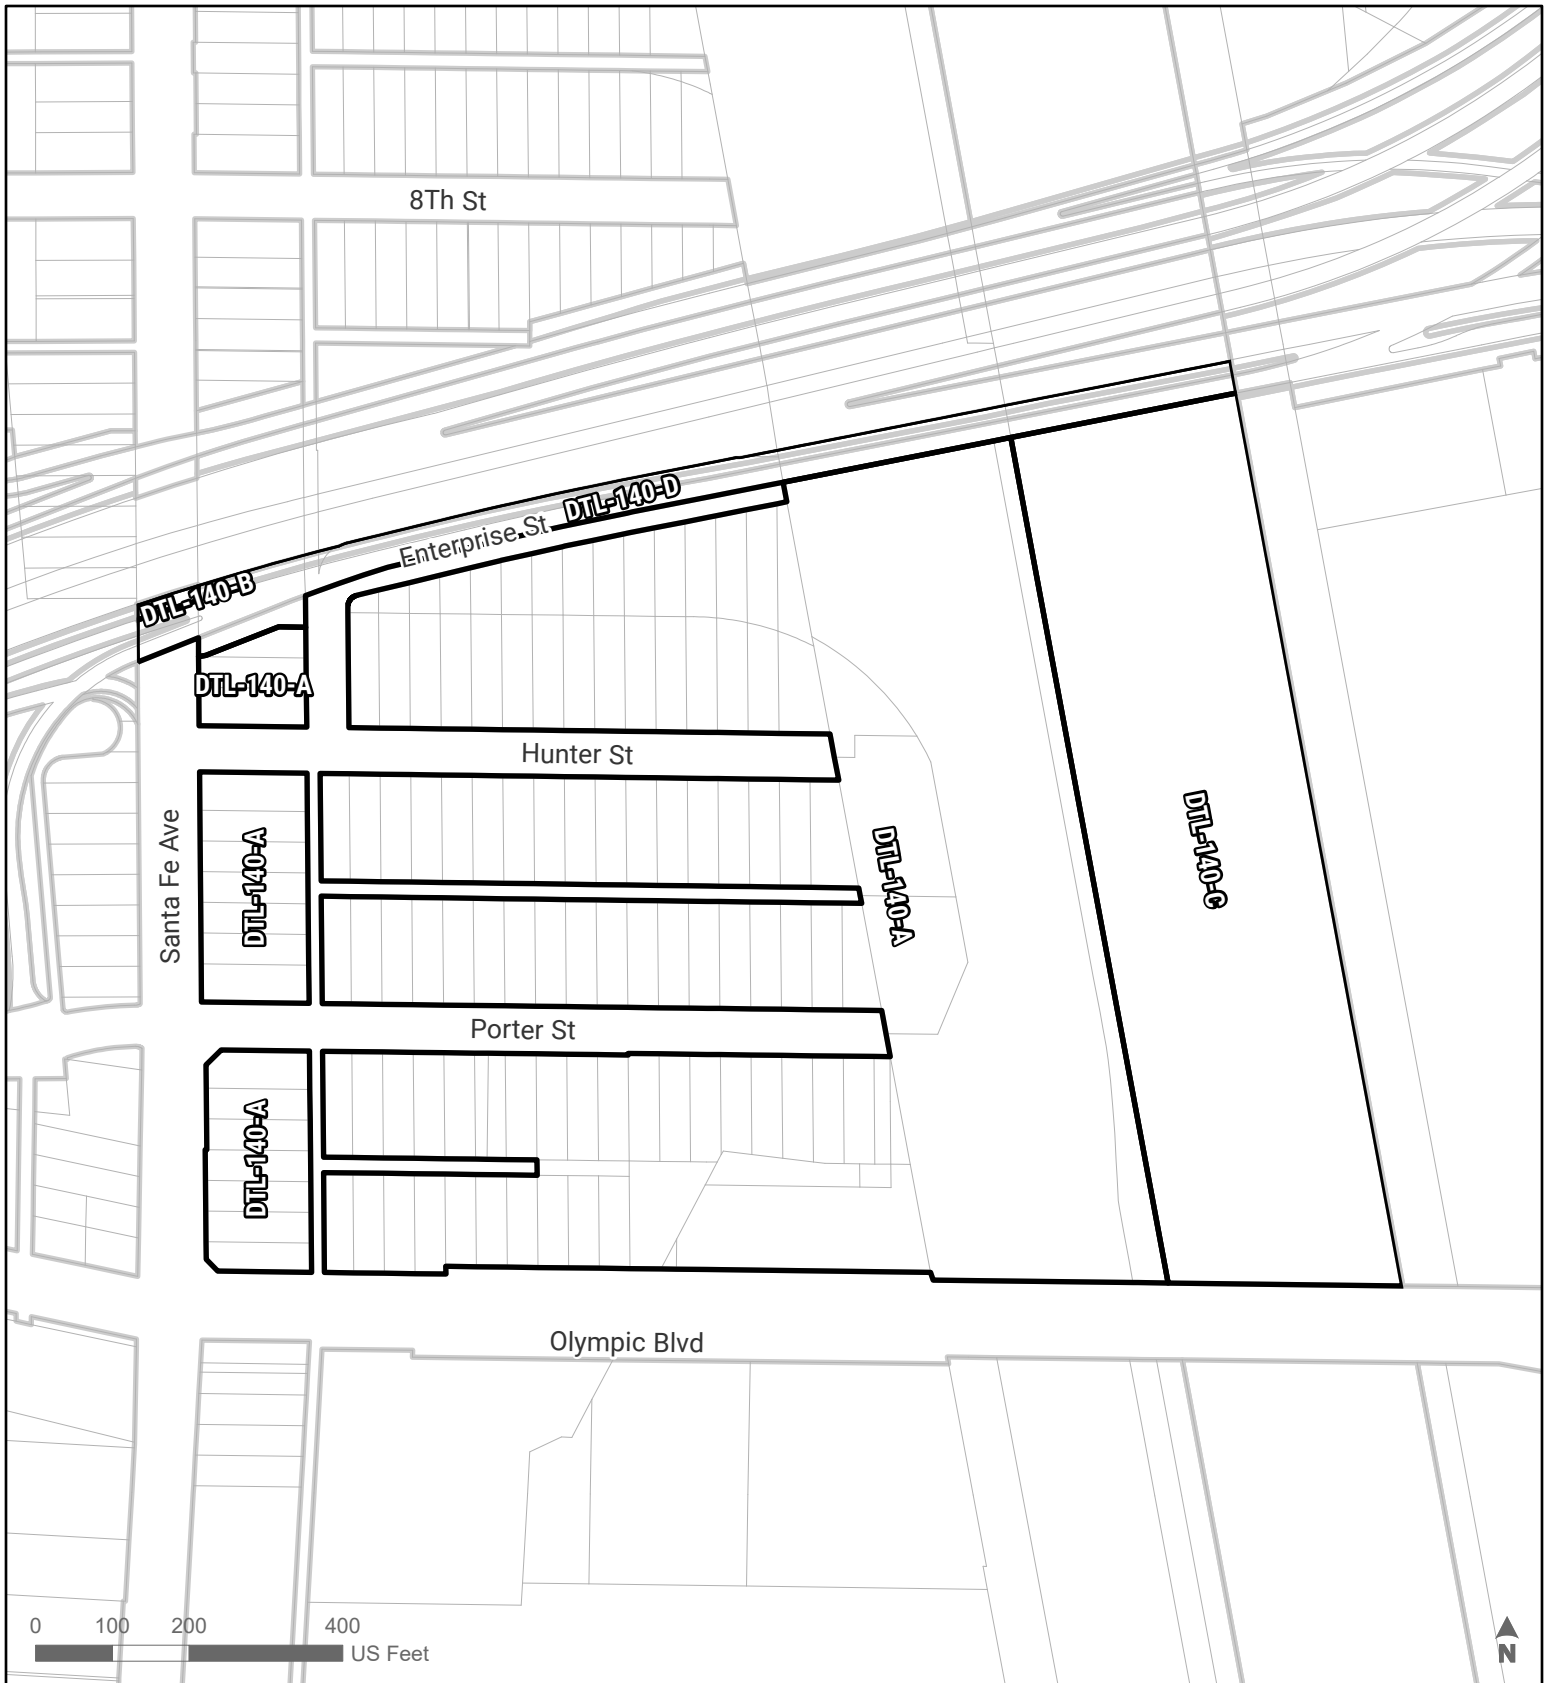 8Th St
DTL-140-D
Enterprise St
DTL-140-B
DTL-140-A
Hunter St
DTL-140-C
Santa Fe Ave
DTL-140-A
DTL-140-A
Porter St
DTL-140-A
Olympic Blvd
0 100 200 400
US Feet
N